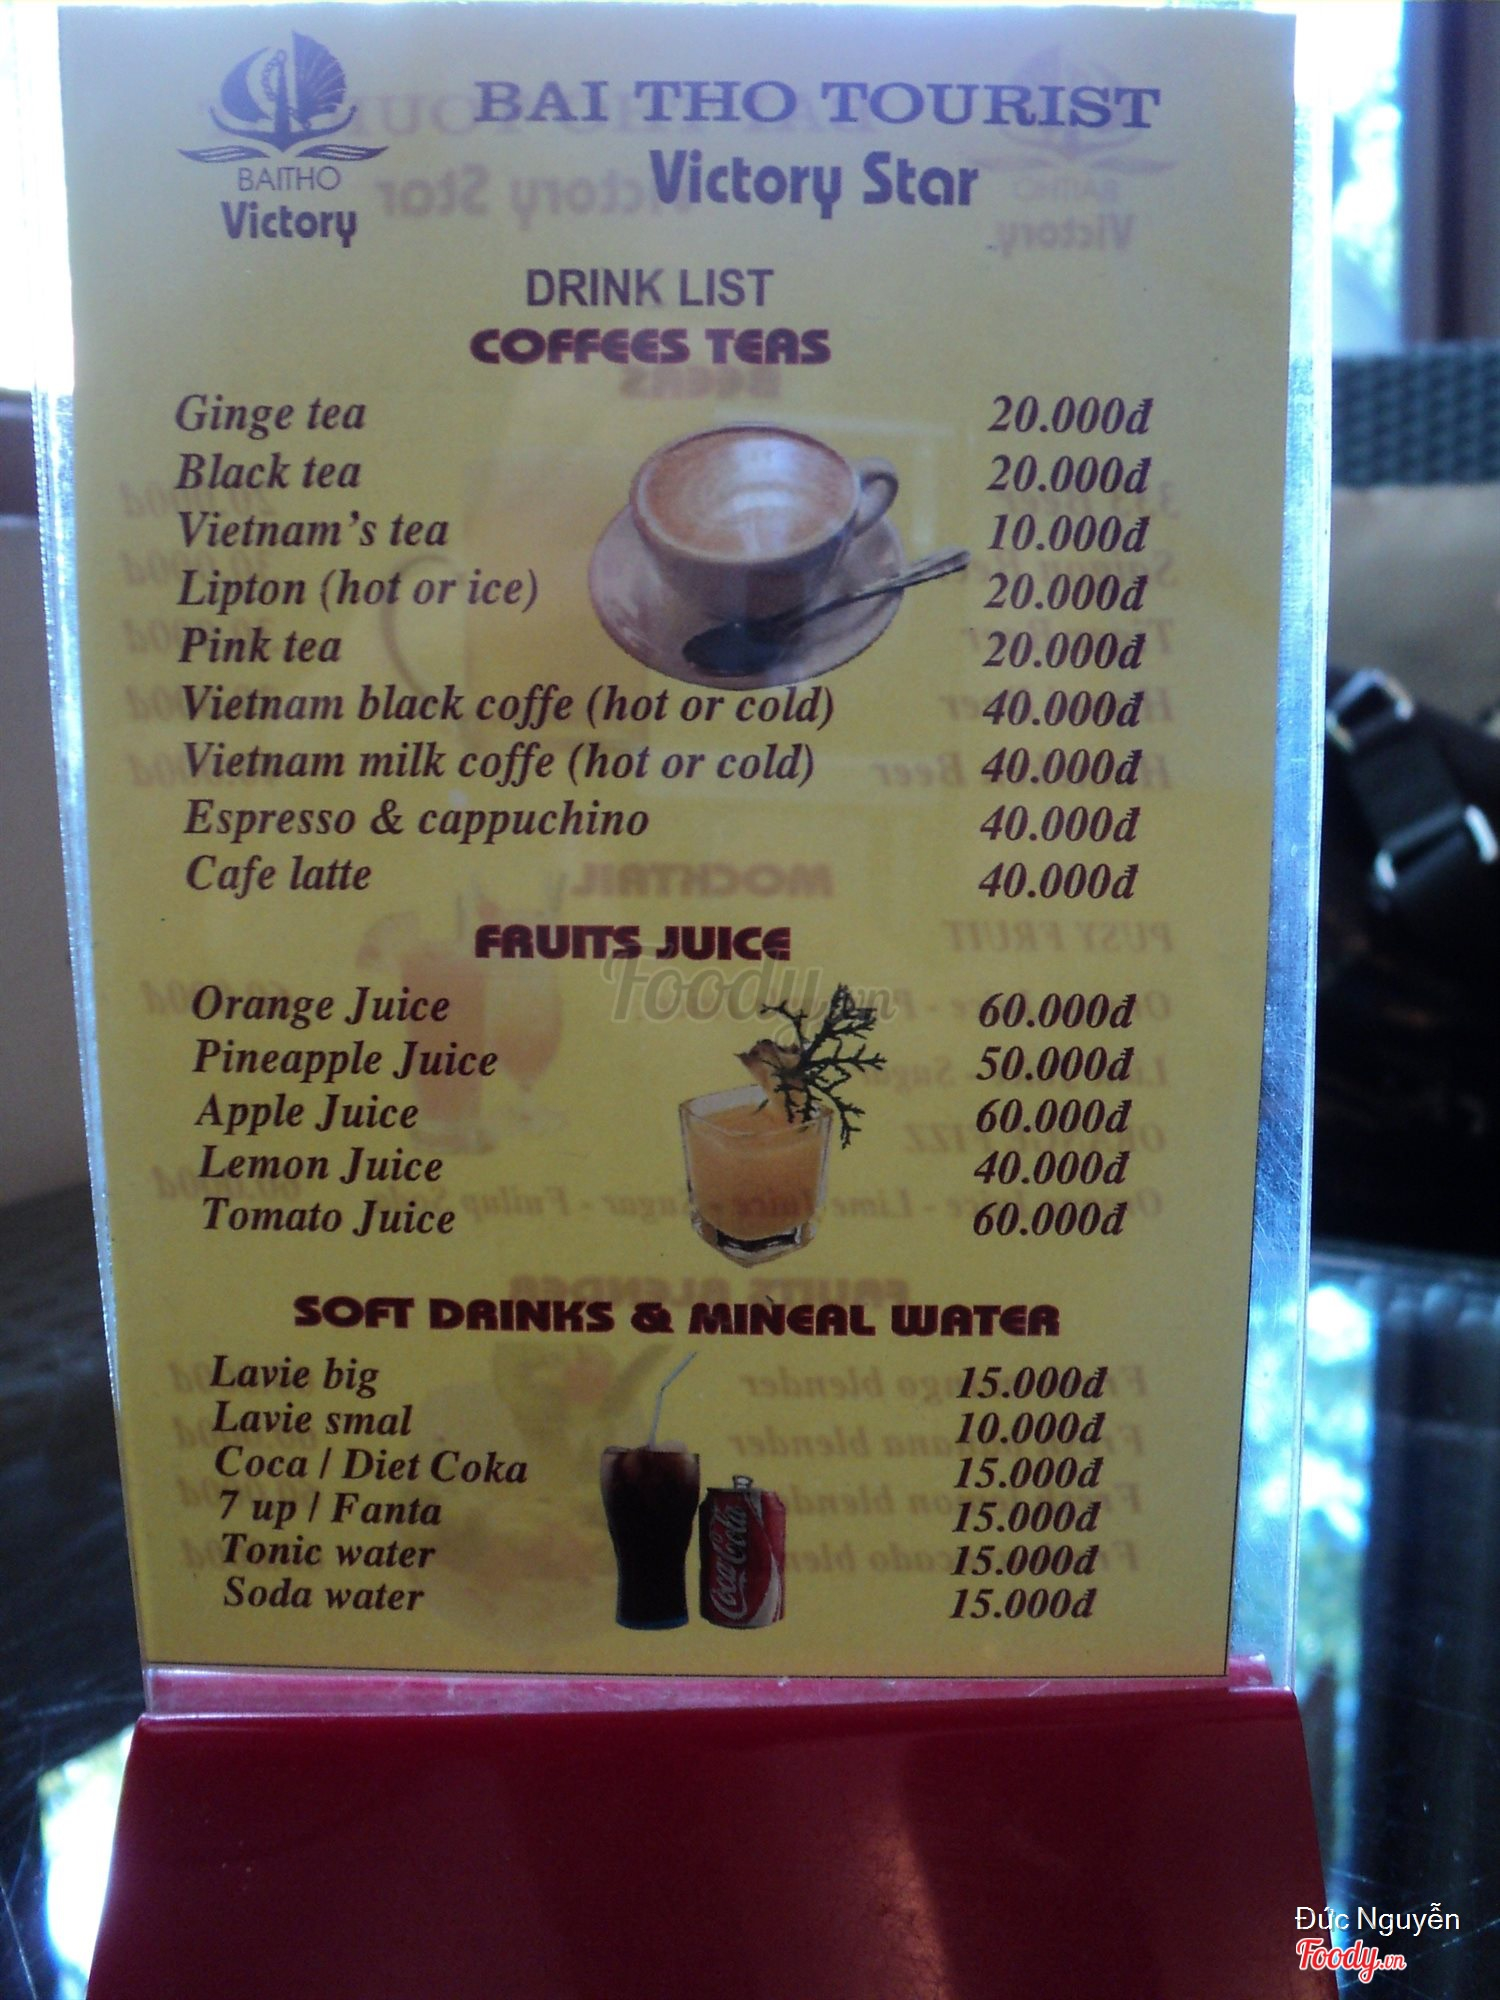 BAI THO TOURIST
BAITHO
Victory
Victory Star
DRINK LIST
COFFEES TEAS
Ginge tea 20.000đ
Black tea 20.000đ
Vietnam's tea 10.000đ
Lipton (hot or ice) 20.000đ
Pink tea 20.000đ
Vietnam black coffe (hot or cold) 40.000đ
Vietnam milk coffe (hot or cold) 40.000đ
Espresso & cappuchino 40.000đ
Cafe latte 40.000đ
FRUITS JUICE
Foody.vn
Orange Juice 60.000đ
Pineapple Juice 50.000đ
Apple Juice 60.000đ
Lemon Juice 40.000đ
Tomato Juice 60.000đ
SOFT DRINKS & MINEAL WATER
Lavie big 15.000đ
Lavie smal 10.000đ
Coca / Diet Coka 15.000đ
7 up / Fanta 15.000đ
Tonic water 15.000đ
Soda water 15.000đ
Coca-Cola
Đức Nguyễn
Foody.vn